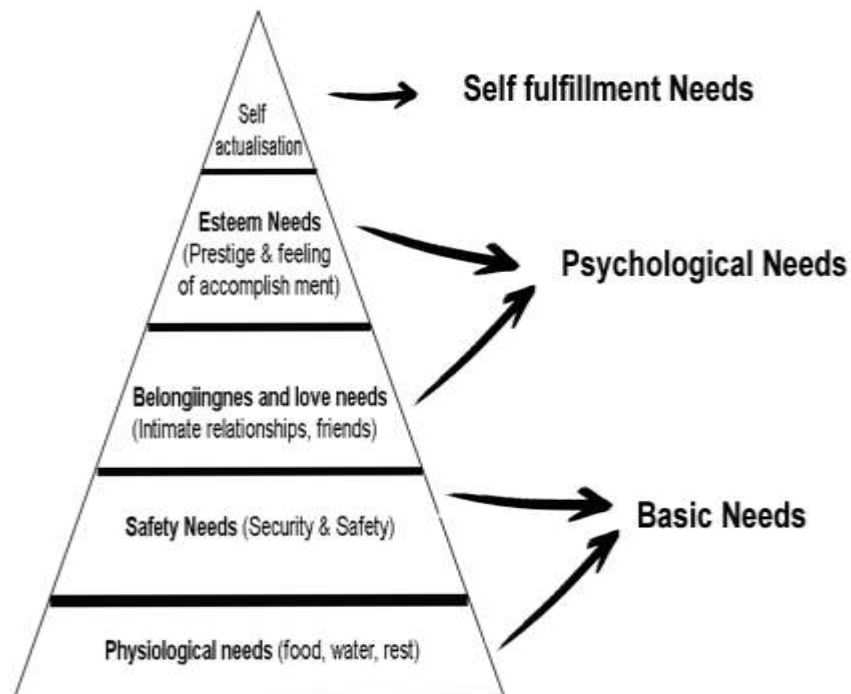 Self fulfillment Needs
Self
actualisation
Esteem Needs
(Prestige & feeling
of accomplish ment)
Psychological Needs
Belongiingnes and love needs
(Intimate relationships, friends)
Safety Needs (Security & Safety)
Basic Needs
Physiological needs (food, water, rest)